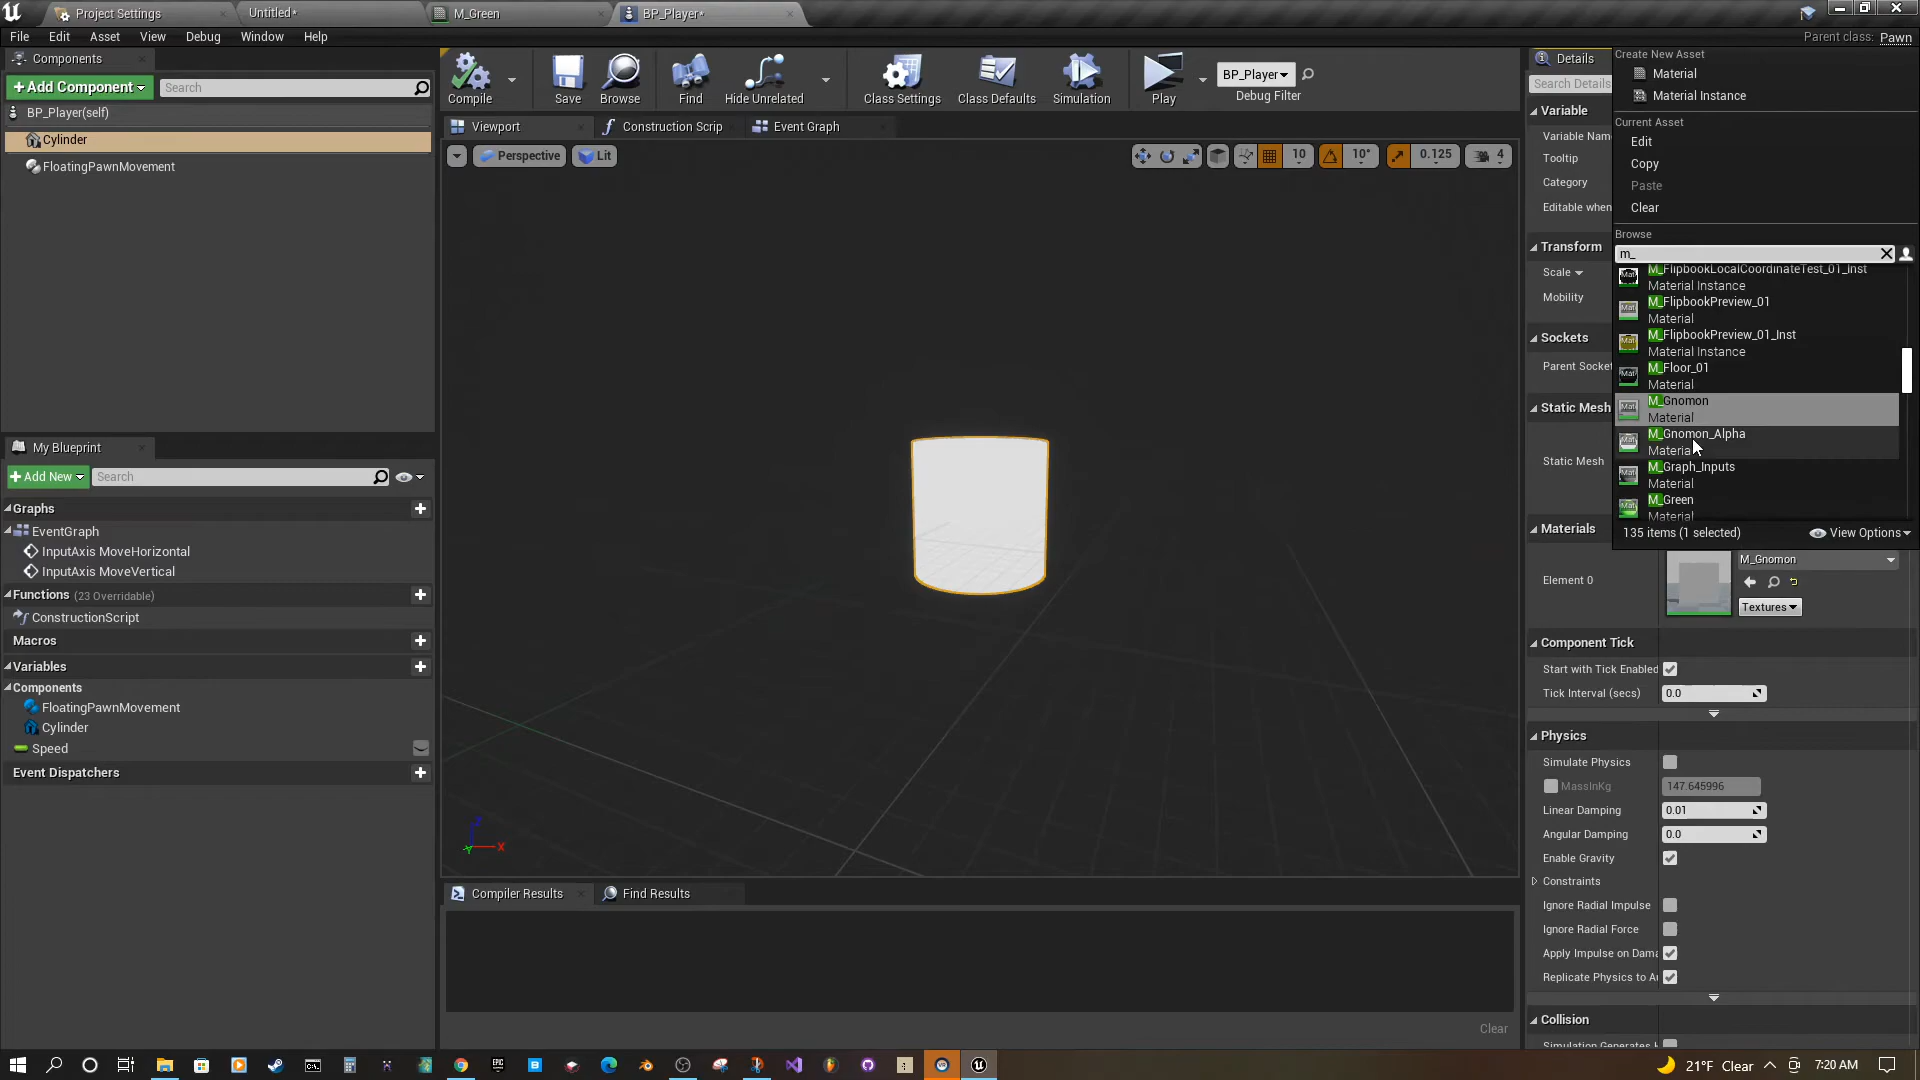 Project Settings
Untitled*
M_Green
BP_Player*
File Edit Asset View Debug Window Help
Parent class: Pawn
Components
+Add Component
Search
BP_Player(self)
Cylinder
FloatingPawnMovement
Compile
Save
Browse
Find
Hide Unrelated
Class Settings
Class Defaults
Simulation
Play
BP_Player
Debug Filter
Viewport
Construction Scrip
Event Graph
Perspective
Lit
10
10°
0.125
4
X
My Blueprint
+Add New
Search
Graphs
EventGraph
InputAxis MoveHorizontal
InputAxis MoveVertical
Functions (23 Overridable)
ConstructionScript
Macros
Variables
Components
FloatingPawnMovement
Cylinder
Speed
Event Dispatchers
Compiler Results
Find Results
Clear
Details
Search Details
Variable
Variable Nam
Tooltip
Category
Editable when
Transform
Scale
Mobility
Sockets
Parent Socke
Static Mesh
Static Mesh
Materials
Element 0
M_Gnomon
Textures
Create New Asset
Material
Material Instance
Current Asset
Edit
Copy
Paste
Clear
Browse
m_
M_FlipbookLocalCoordinateTest_01_Inst
Material Instance
M_FlipbookPreview_01
Material
M_FlipbookPreview_01_Inst
Material Instance
M_Floor_01
Material
M_Gnomon
Material
M_Gnomon_Alpha
Material
M_Graph_Inputs
Material
M_Green
Material
135 items (1 selected)
View Options
Component Tick
Start with Tick Enabled
Tick Interval (secs) 0.0
Physics
Simulate Physics
MassInKg 147.645996
Linear Damping 0.01
Angular Damping 0.0
Enable Gravity
Constraints
Ignore Radial Impulse
Ignore Radial Force
Apply Impulse on Dama
Replicate Physics to Au
Collision
21°F Clear
7:20 AM